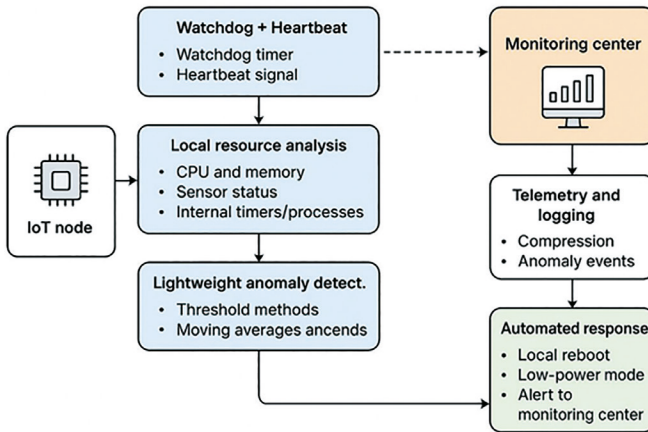 Watchdog + Heartbeat
• Watchdog timer
• Heartbeat signal
Monitoring center
IoT node
Local resource analysis
• CPU and memory
• Sensor status
• Internal timers/processes
Telemetry and
logging
• Compression
• Anomaly events
Lightweight anomaly detect.
• Threshold methods
• Moving averages ancends
Automated response
• Local reboot
• Low-power mode
• Alert to
monitoring center